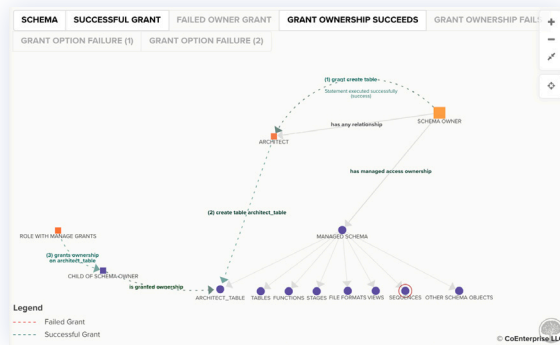 SCHEMA
SUCCESSFUL GRANT
FAILED OWNER GRANT
GRANT OWNERSHIP SUCCEEDS
GRANT OWNERSHIP FAILS
GRANT OPTION FAILURE (1)
GRANT OPTION FAILURE (2)
(1) grant create table
Statement executed successfully
(success)
SCHEMA OWNER
has any relationship
ARCHITECT
has managed access ownership
(2) create table architect_table
ROLE WITH MANAGE GRANTS
MANAGED SCHEMA
(3) grants ownership
on architect_table
CHILD OF SCHEMA OWNER
is granted ownership
ARCHITECT_TABLE
TABLES
FUNCTIONS
STAGES
FILE FORMATS
VIEWS
SEQUENCES
OTHER SCHEMA OBJECTS
Legend
Failed Grant
Successful Grant
© CoEnterprise